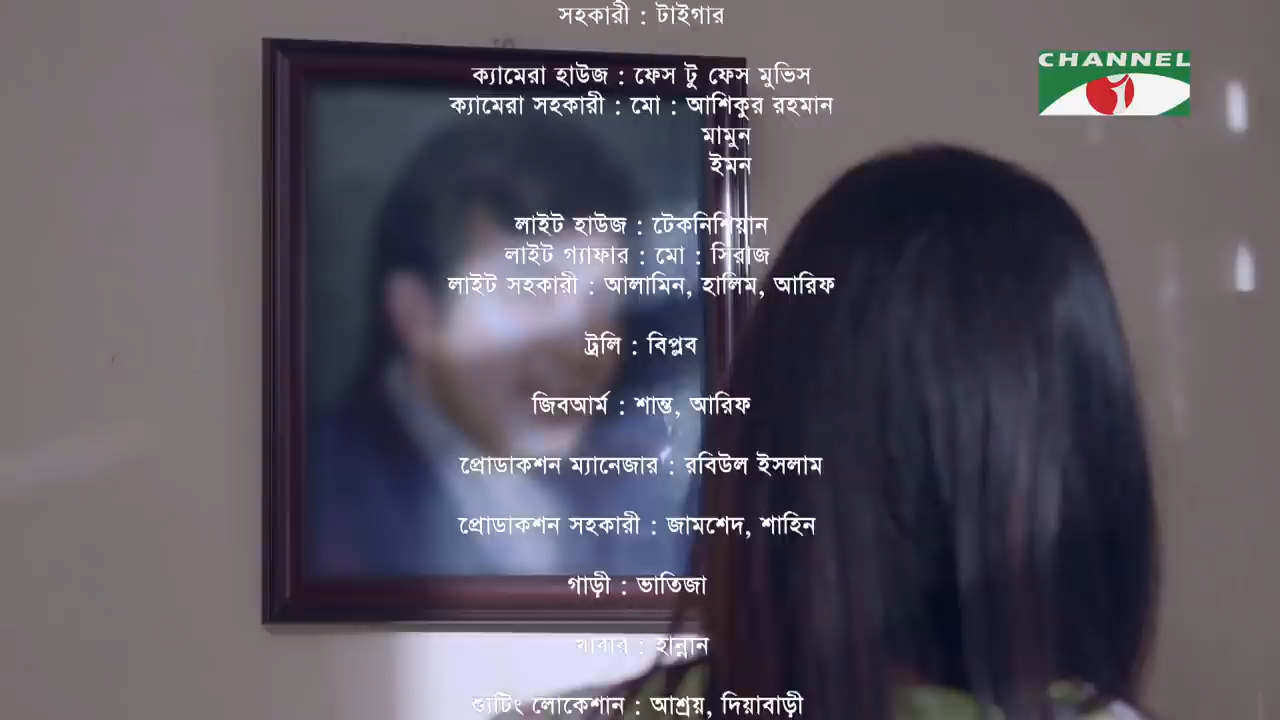 সহকারী : টাইগার
CHANNEL
ক্যামেরা হাউজ : ফেস টু ফেস মুভিস
ক্যামেরা সহকারী : মো : আশিকুর রহমান
মামুন
ইমন
লাইট হাউজ : টেকনিশিয়ান
লাইট গ্যাফার : মো : সিরাজ
লাইট সহকারী : আলামিন, হালিম, আরিফ
ট্রলি : বিপ্লব
জিবআর্ম : শান্ত, আরিফ
প্রোডাকশন ম্যানেজার : রবিউল ইসলাম
প্রোডাকশন সহকারী : জামশেদ, শাহিন
গাড়ী : ভাতিজা
খাবার : হান্নান
শ্যুটিং লোকেশান : আশ্রয়, দিয়াবাড়ী